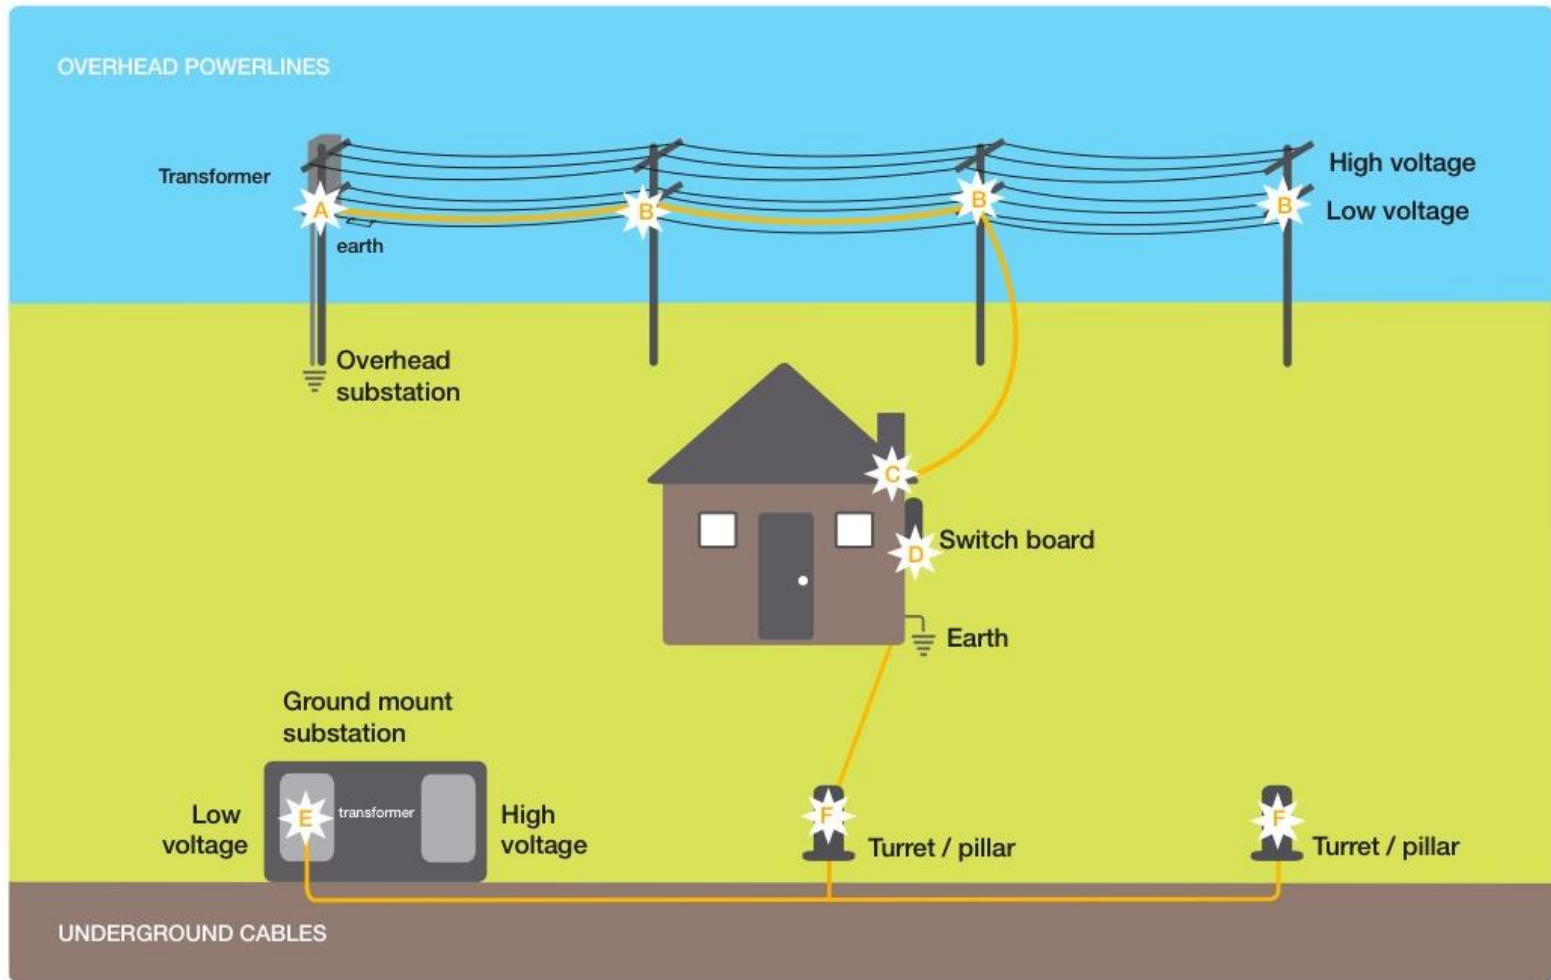 OVERHEAD POWERLINES
Transformer
High voltage
A
B
B
B
Low voltage
earth
Overhead
substation
C
D
Switch board
Earth
Ground mount
substation
Low
voltage
E
transformer
High
voltage
F
Turret / pillar
F
Turret / pillar
UNDERGROUND CABLES